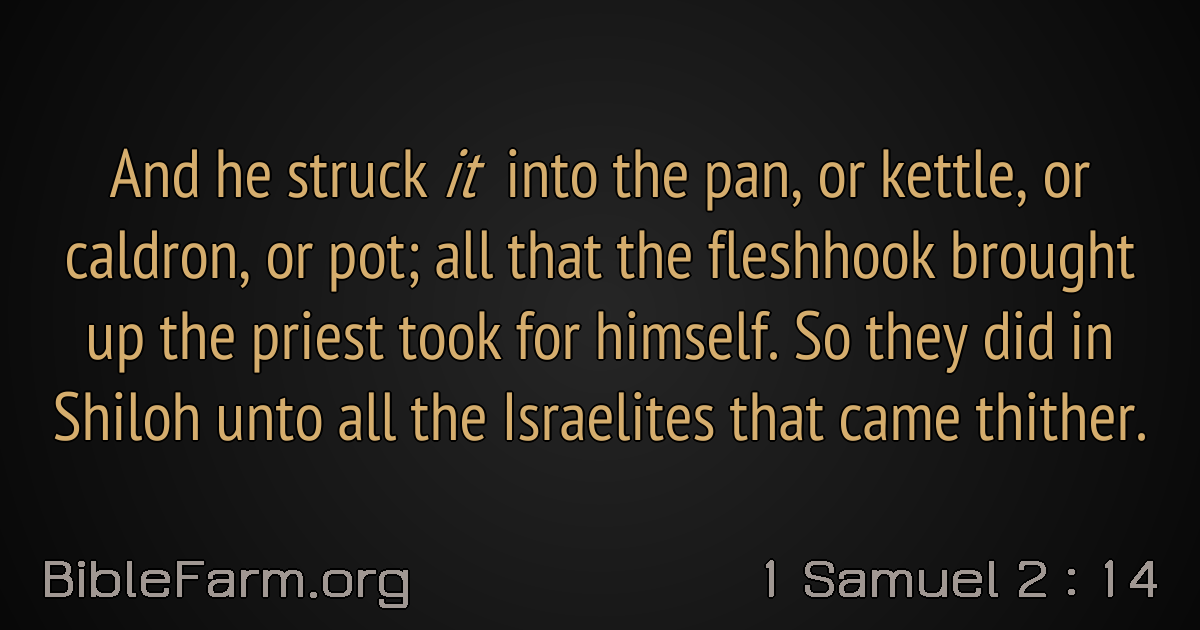 And he struck it into the pan, or kettle, or
caldron, or pot; all that the fleshhook brought
up the priest took for himself. So they did in
Shiloh unto all the Israelites that came thither.
BibleFarm.org
1 Samuel 2 : 14